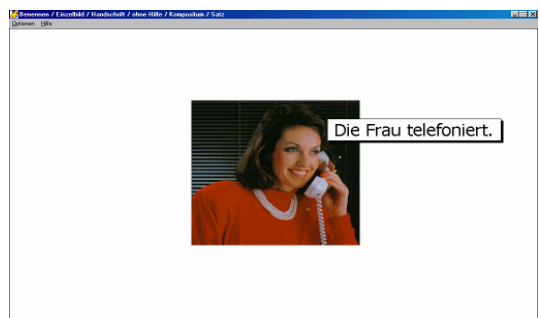 Benennen / Einzelbild / Handschrift / ohne Hilfe / Kompositum / Satz
Optionen Hilfe
Die Frau telefoniert.